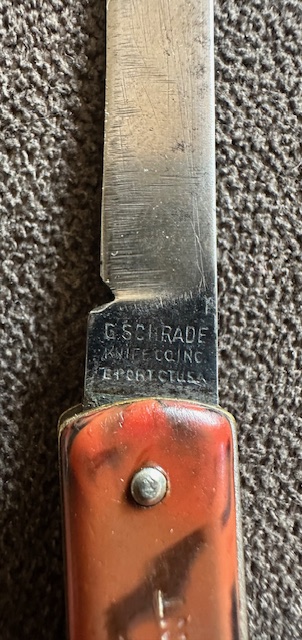 G. SCHRADE
KNIFE CO. INC
B-PORT. CT. U.S.A